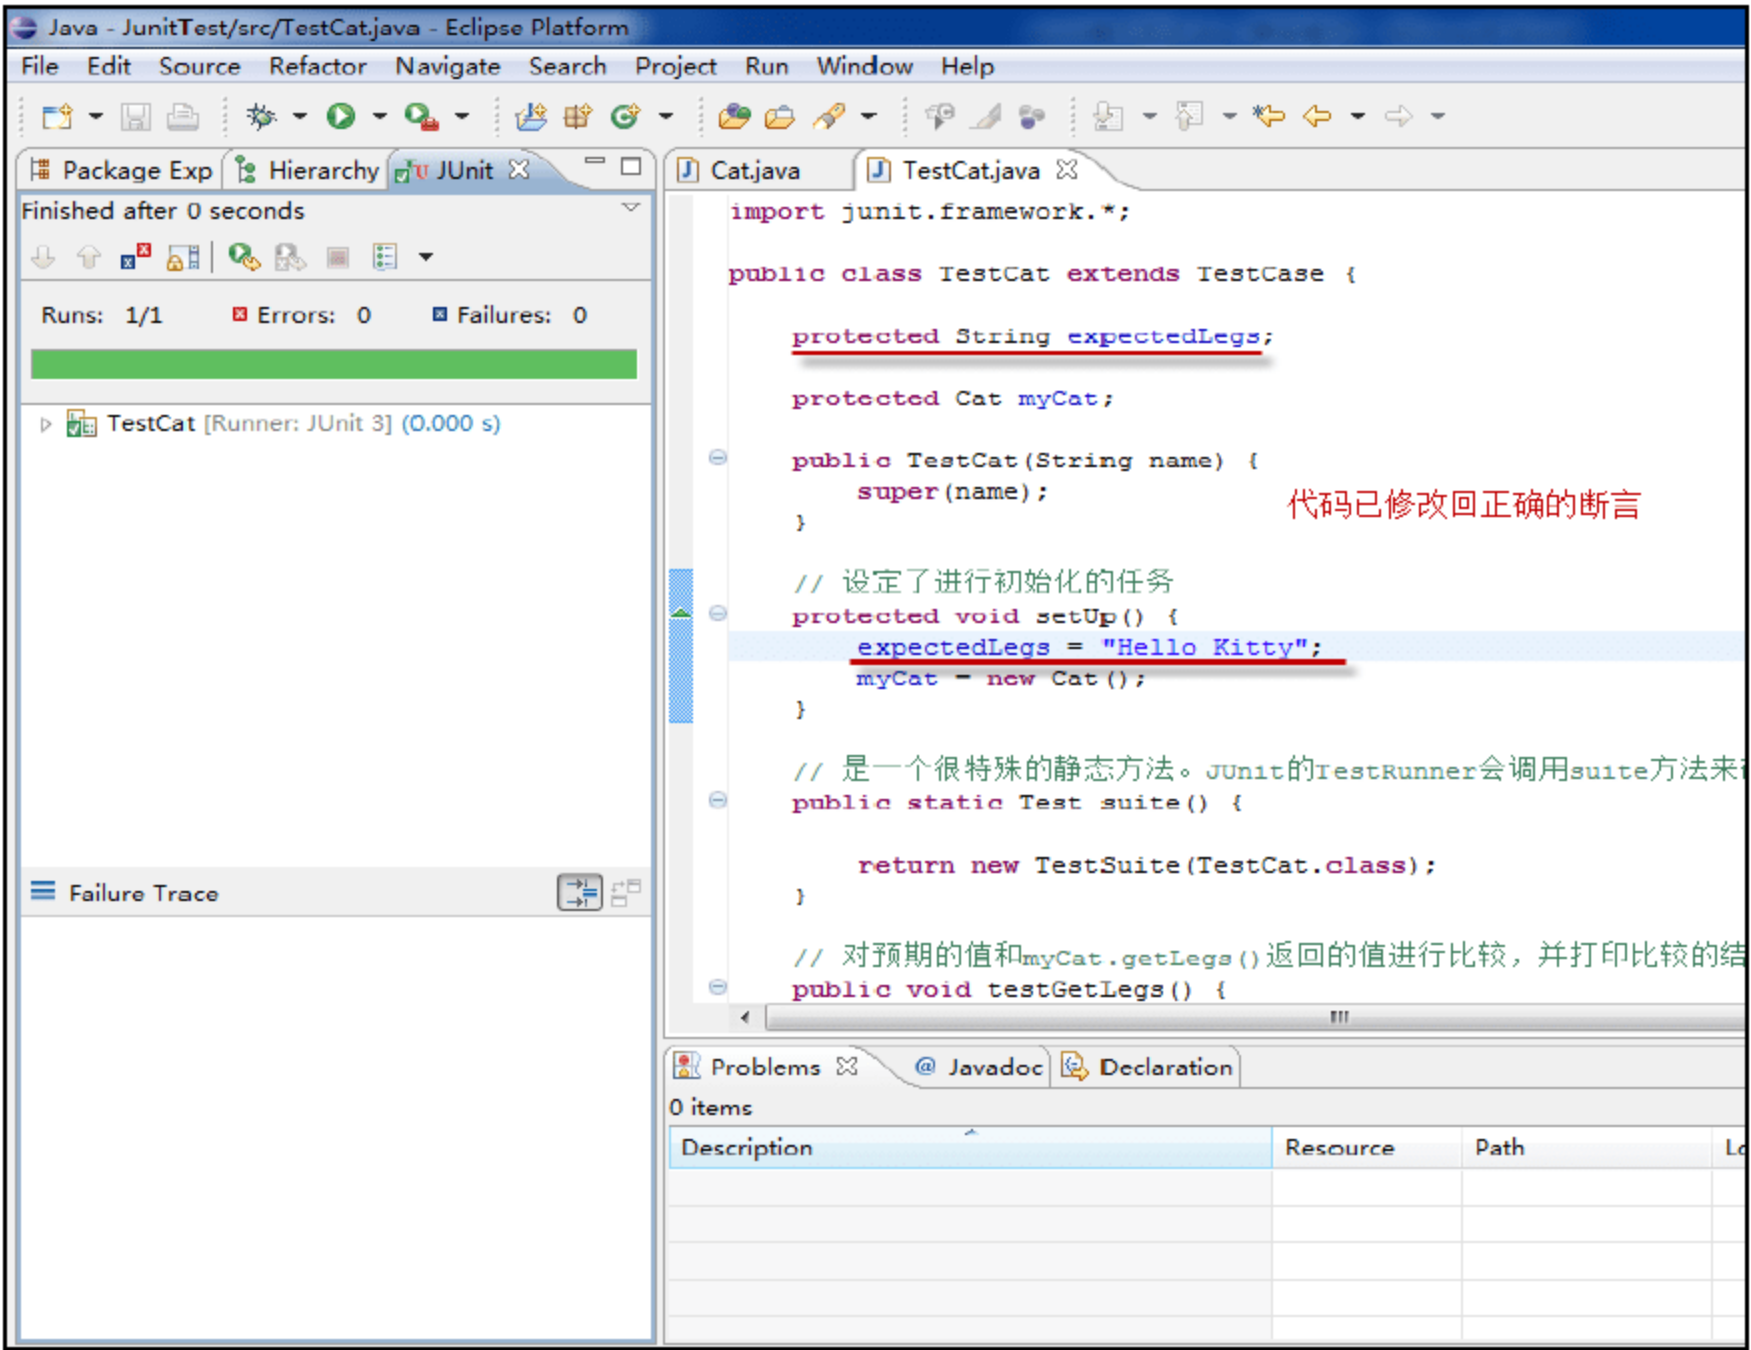 Java - JunitTest/src/TestCat.java - Eclipse Platform
File Edit Source Refactor Navigate Search Project Run Window Help
Package Exp Hierarchy JUnit
Finished after 0 seconds
Runs: 1/1 Errors: 0 Failures: 0
TestCat [Runner: JUnit 3] (0.000 s)
Failure Trace
Cat.java TestCat.java
import junit.framework.*;
public class TestCat extends TestCase {
protected String expectedLegs;
protected Cat myCat;
public TestCat(String name) {
super(name);
}
代码已修改回正确的断言
// 设定了进行初始化的任务
protected void setUp() {
expectedLegs = "Hello Kitty";
myCat = new Cat();
}
// 是一个很特殊的静态方法。JUnit的TestRunner会调用suite方法来
public static Test suite() {
return new TestSuite(TestCat.class);
}
// 对预期的值和myCat.getLegs()返回的值进行比较，并打印比较的结
public void testGetLegs() {
Problems @ Javadoc Declaration
0 items
Description Resource Path